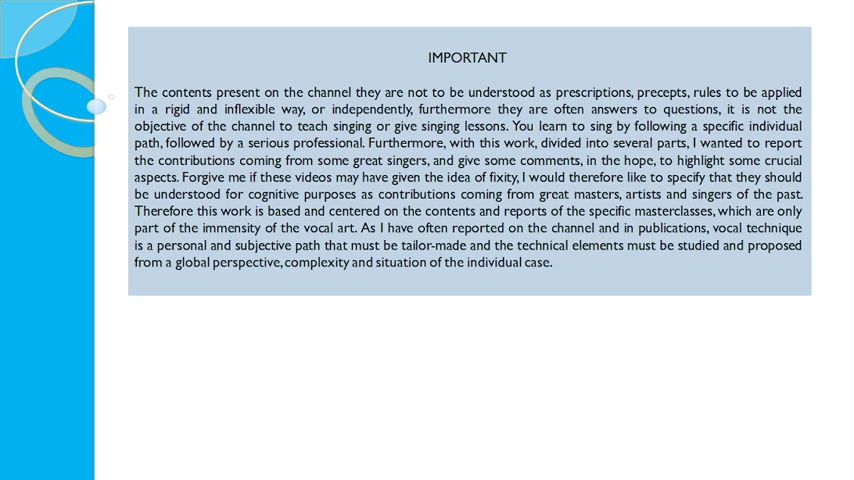 IMPORTANT
The contents present on the channel they are not to be understood as prescriptions, precepts, rules to be applied
in a rigid and inflexible way, or independently, furthermore they are often answers to questions, it is not the
objective of the channel to teach singing or give singing lessons. You learn to sing by following a specific individual
path, followed by a serious professional. Furthermore, with this work, divided into several parts, I wanted to report
the contributions coming from some great singers, and give some comments, in the hope, to highlight some crucial
aspects. Forgive me if these videos may have given the idea of fixity, I would therefore like to specify that they should
be understood for cognitive purposes as contributions coming from great masters, artists and singers of the past.
Therefore this work is based and centered on the contents and reports of the specific masterclasses, which are only
part of the immensity of the vocal art. As I have often reported on the channel and in publications, vocal technique
is a personal and subjective path that must be tailor-made and the technical elements must be studied and proposed
from a global perspective, complexity and situation of the individual case.